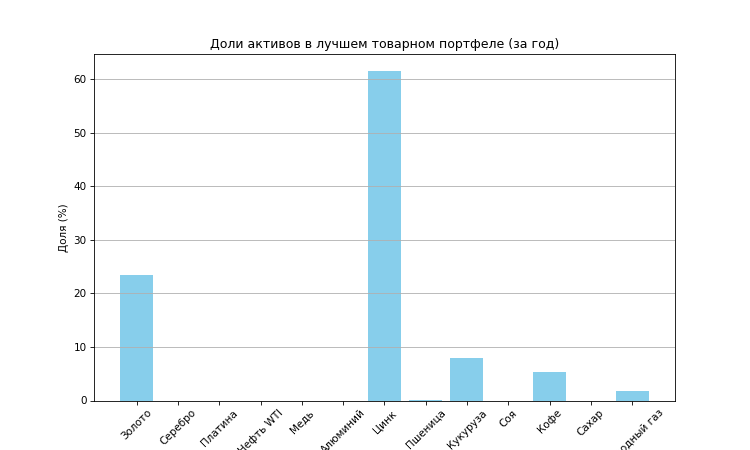 Доли активов в лучшем товарном портфеле (за год)
Доля (%)
60
50
40
30
20
10
0
Золото
Серебро
Платина
Нефть WTI
Медь
Алюминий
Цинк
Пшеница
Кукуруза
Соя
Кофе
Сахар
одный газ